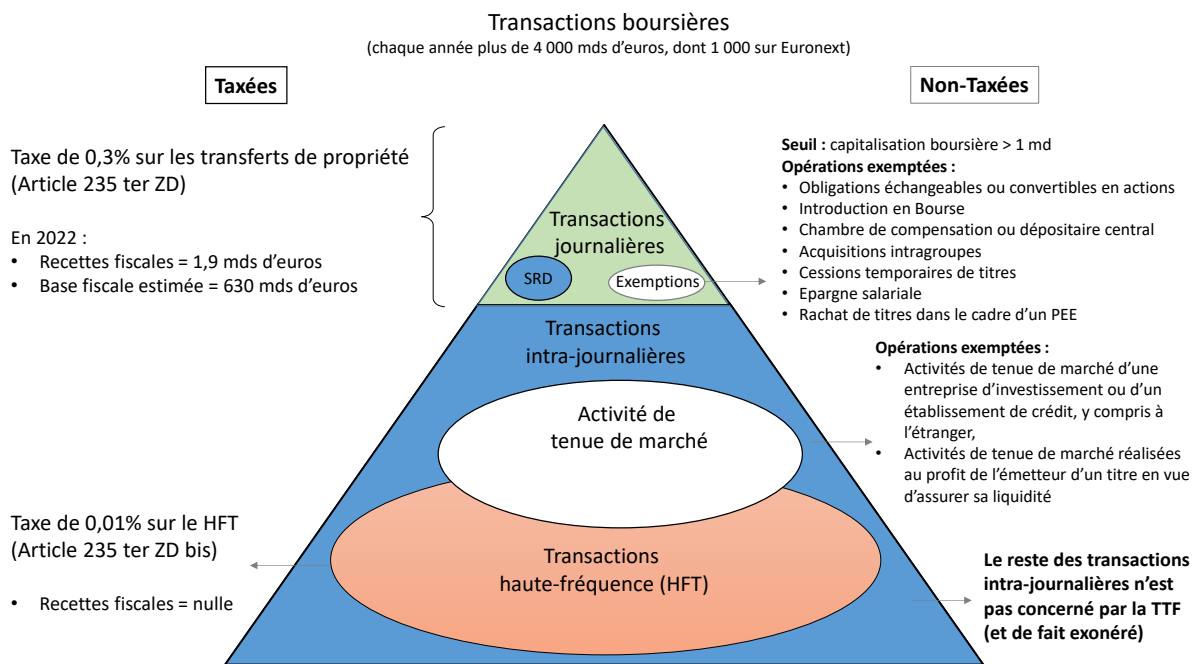 Transactions boursières
(chaque année plus de 4 000 mds d'euros, dont 1 000 sur Euronext)
Taxées
Non-Taxées
Taxe de 0,3% sur les transferts de propriété
(Article 235 ter ZD)
En 2022 :
• Recettes fiscales = 1,9 mds d'euros
• Base fiscale estimée = 630 mds d'euros
Transactions
journalières
SRD
Exemptions
Seuil : capitalisation boursière > 1 md
Opérations exemptées :
• Obligations échangeables ou convertibles en actions
• Introduction en Bourse
• Chambre de compensation ou dépositaire central
• Acquisitions intragroupes
• Cessions temporaires de titres
• Epargne salariale
• Rachat de titres dans le cadre d'un PEE
Transactions
intra-journalières
Activité de
tenue de marché
Opérations exemptées :
• Activités de tenue de marché d'une
entreprise d'investissement ou d'un
établissement de crédit, y compris à
l'étranger,
• Activités de tenue de marché réalisées
au profit de l'émetteur d'un titre en vue
d'assurer sa liquidité
Taxe de 0,01% sur le HFT
(Article 235 ter ZD bis)
• Recettes fiscales = nulle
Transactions
haute-fréquence (HFT)
Le reste des transactions
intra-journalières n'est
pas concerné par la TTF
(et de fait exonéré)